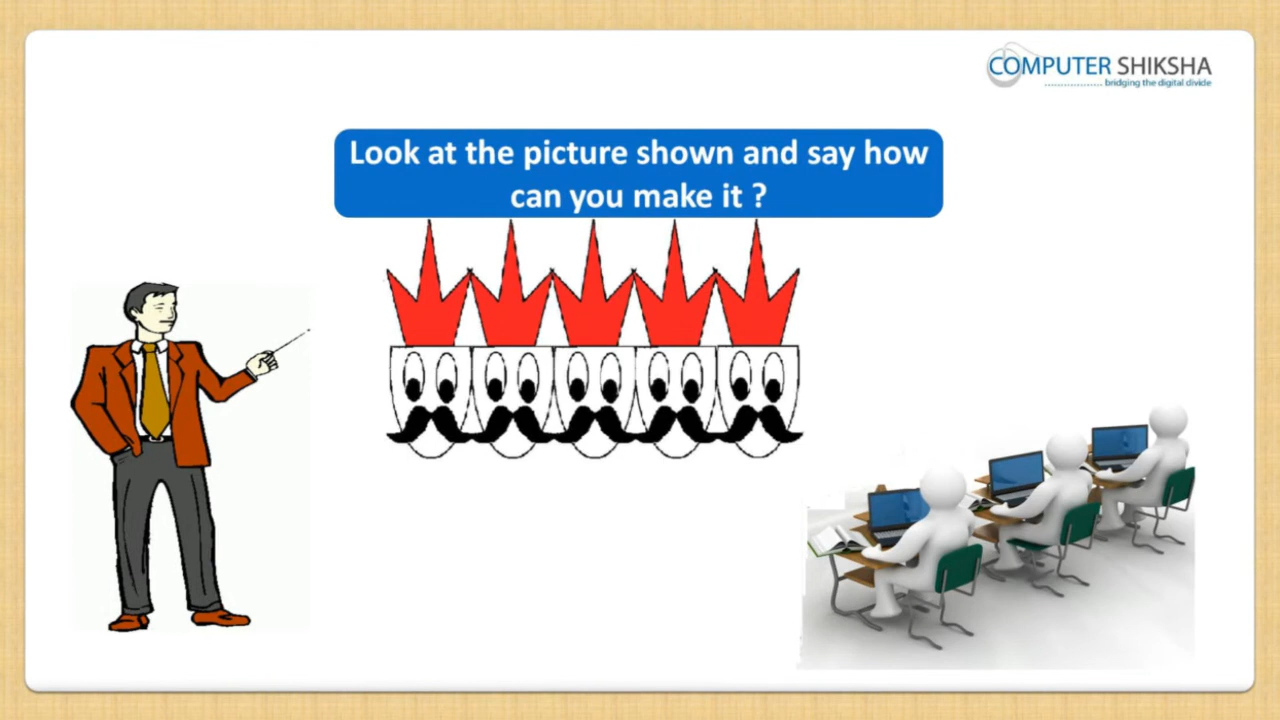 COMPUTER SHIKSHA
.................. bridging the digital divide
Look at the picture shown and say how
can you make it ?